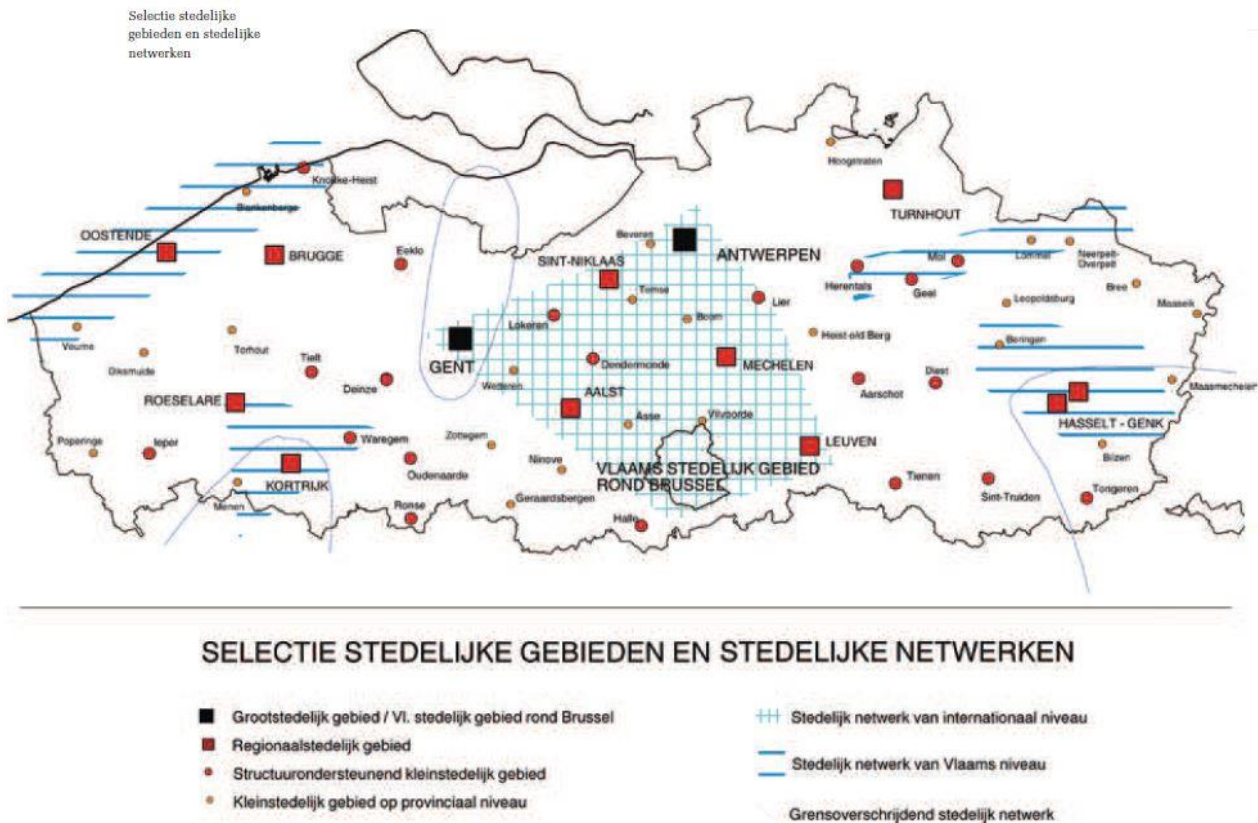 Selectie stedelijke
gebieden en stedelijke
netwerken
Hoogstraten
Knokke-Heist
Blankenberge
TURNHOUT
OOSTENDE
BRUGGE
Eeklo
Beveren
ANTWERPEN
SINT-NIKLAAS
Mol
Lommel
Neerpelt-
Overpelt
Herentals
Geel
Bree
Temse
Lier
Leopoldsburg
Maaseik
Lokeren
Boom
Veurne
Torhout
Heist o/d Berg
Beringen
Diksmuide
Tielt
GENT
Dendermonde
MECHELEN
Deinze
Wetteren
Aarschot
Diest
Maasmechelen
ROESELARE
AALST
HASSELT - GENK
Asse
Vilvoorde
Poperinge
Ieper
Waregem
Zottegem
LEUVEN
Bilzen
Oudenaarde
Ninove
VLAAMS STEDELIJK GEBIED
ROND BRUSSEL
KORTRIJK
Tienen
Sint-Truiden
Tongeren
Menen
Ronse
Geraardsbergen
Halle
SELECTIE STEDELIJKE GEBIEDEN EN STEDELIJKE NETWERKEN
Grootstedelijk gebied / Vl. stedelijk gebied rond Brussel
Regionaalstedelijk gebied
Structuurondersteunend kleinstedelijk gebied
Kleinstedelijk gebied op provinciaal niveau
Stedelijk netwerk van internationaal niveau
Stedelijk netwerk van Vlaams niveau
Grensoverschrijdend stedelijk netwerk